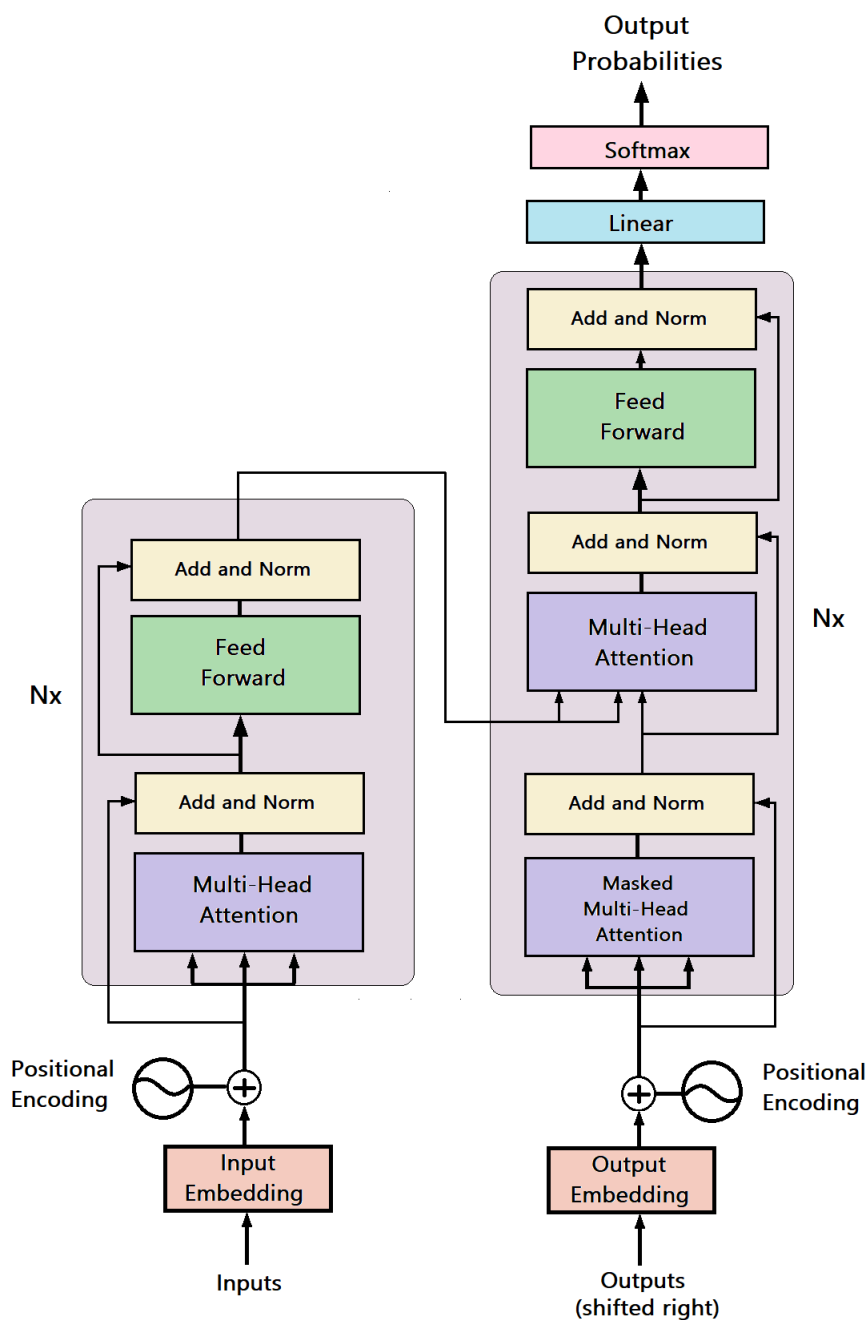 Output
Probabilities
Softmax
Linear
Add and Norm
Feed
Forward
Add and Norm
Multi-Head
Attention
Nx
Add and Norm
Masked
Multi-Head
Attention
Add and Norm
Feed
Forward
Nx
Add and Norm
Multi-Head
Attention
Positional
Encoding
Input
Embedding
Inputs
Positional
Encoding
Output
Embedding
Outputs
(shifted right)